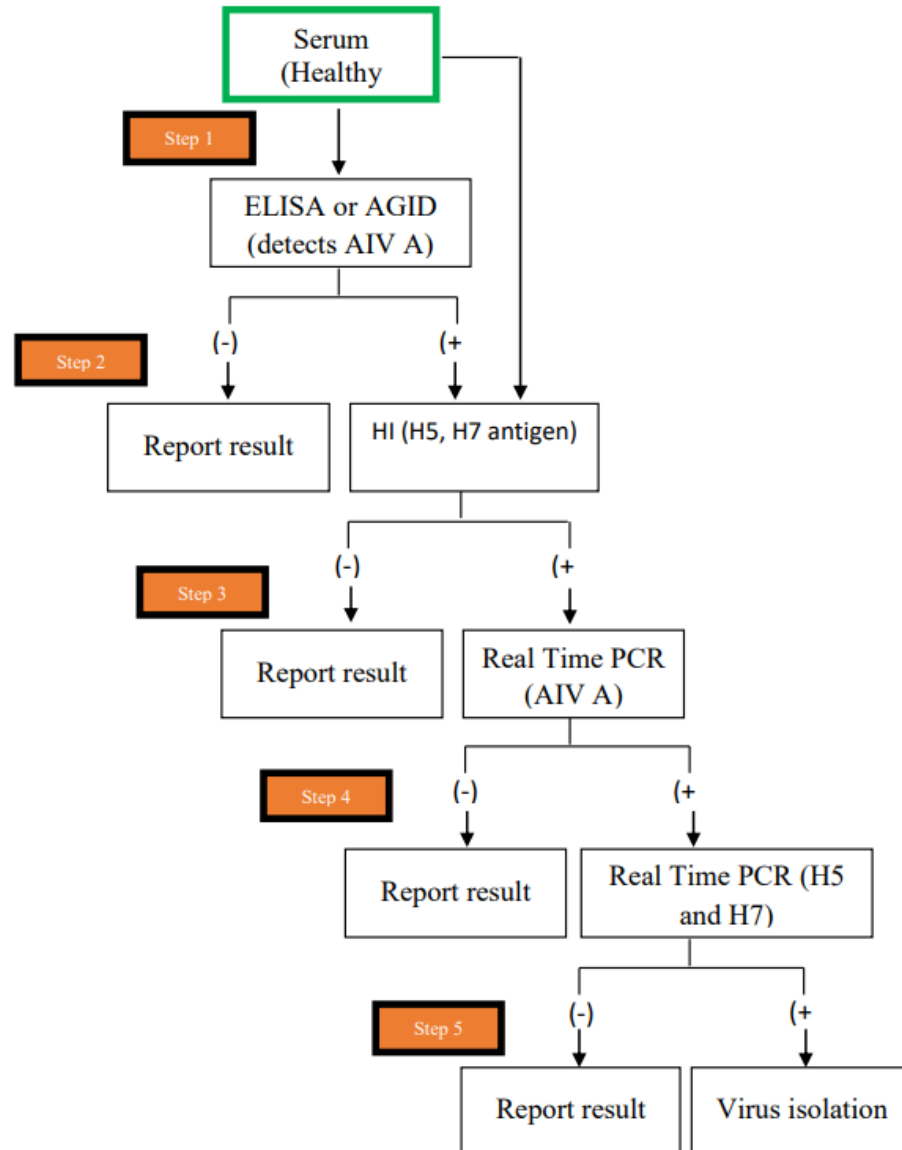 Serum
(Healthy
Step 1
ELISA or AGID
(detects AIV A)
(-)
(+
Step 2
Report result
HI (H5, H7 antigen)
(-)
(+
Step 3
Report result
Real Time PCR
(AIV A)
(-)
(+
Step 4
Report result
Real Time PCR (H5
and H7)
(-)
(+
Step 5
Report result
Virus isolation